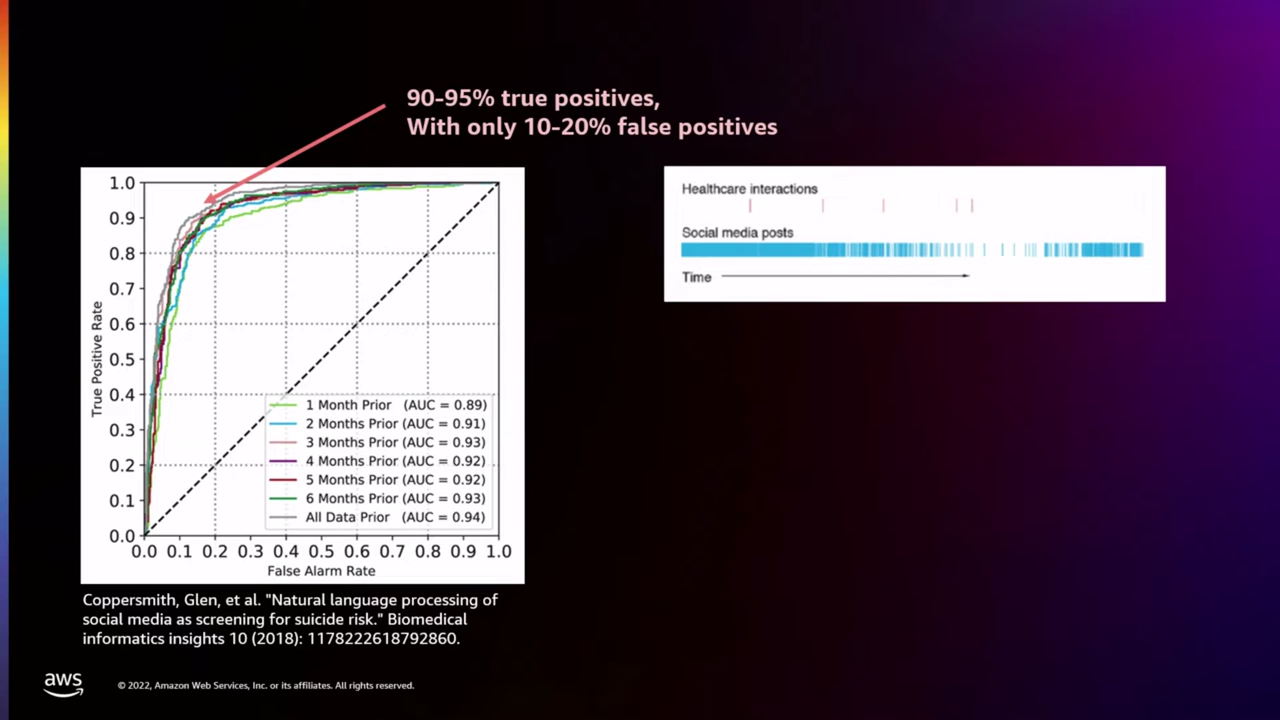 90-95% true positives,
With only 10-20% false positives
1.0
0.9
0.8
0.7
0.6
0.5
0.4
0.3
0.2
0.1
0.0
True Positive Rate
0.0 0.1 0.2 0.3 0.4 0.5 0.6 0.7 0.8 0.9 1.0
False Alarm Rate
1 Month Prior (AUC = 0.89)
2 Months Prior (AUC = 0.91)
3 Months Prior (AUC = 0.93)
4 Months Prior (AUC = 0.92)
5 Months Prior (AUC = 0.92)
6 Months Prior (AUC = 0.93)
All Data Prior (AUC = 0.94)
Healthcare interactions
Social media posts
Time
Coppersmith, Glen, et al. "Natural language processing of
social media as screening for suicide risk." Biomedical
informatics insights 10 (2018): 1178222618792860.
aws
© 2022, Amazon Web Services, Inc. or its affiliates. All rights reserved.